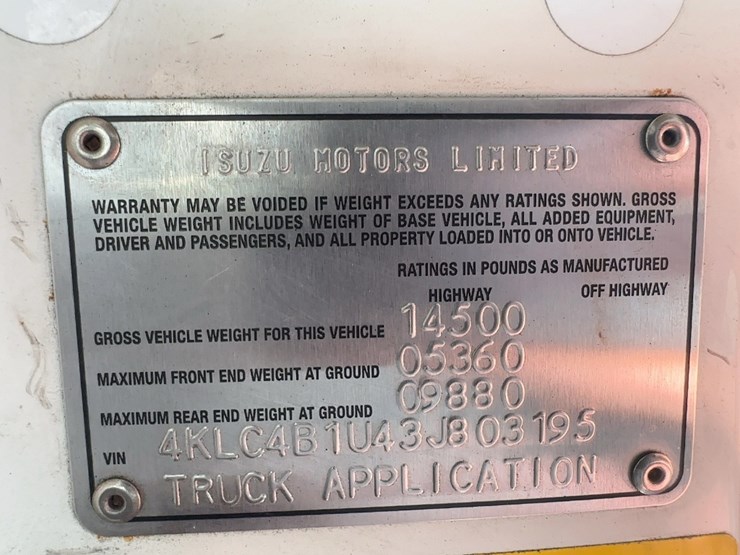 ISUZU MOTORS LIMITED
WARRANTY MAY BE VOIDED IF WEIGHT EXCEEDS ANY RATINGS SHOWN. GROSS
VEHICLE WEIGHT INCLUDES WEIGHT OF BASE VEHICLE, ALL ADDED EQUIPMENT,
DRIVER AND PASSENGERS, AND ALL PROPERTY LOADED INTO OR ONTO VEHICLE.
RATINGS IN POUNDS AS MANUFACTURED
HIGHWAY OFF HIGHWAY
GROSS VEHICLE WEIGHT FOR THIS VEHICLE 14500
MAXIMUM FRONT END WEIGHT AT GROUND 05360
MAXIMUM REAR END WEIGHT AT GROUND 09880
VIN 4KLC4B1U43J803195
TRUCK APPLICATION